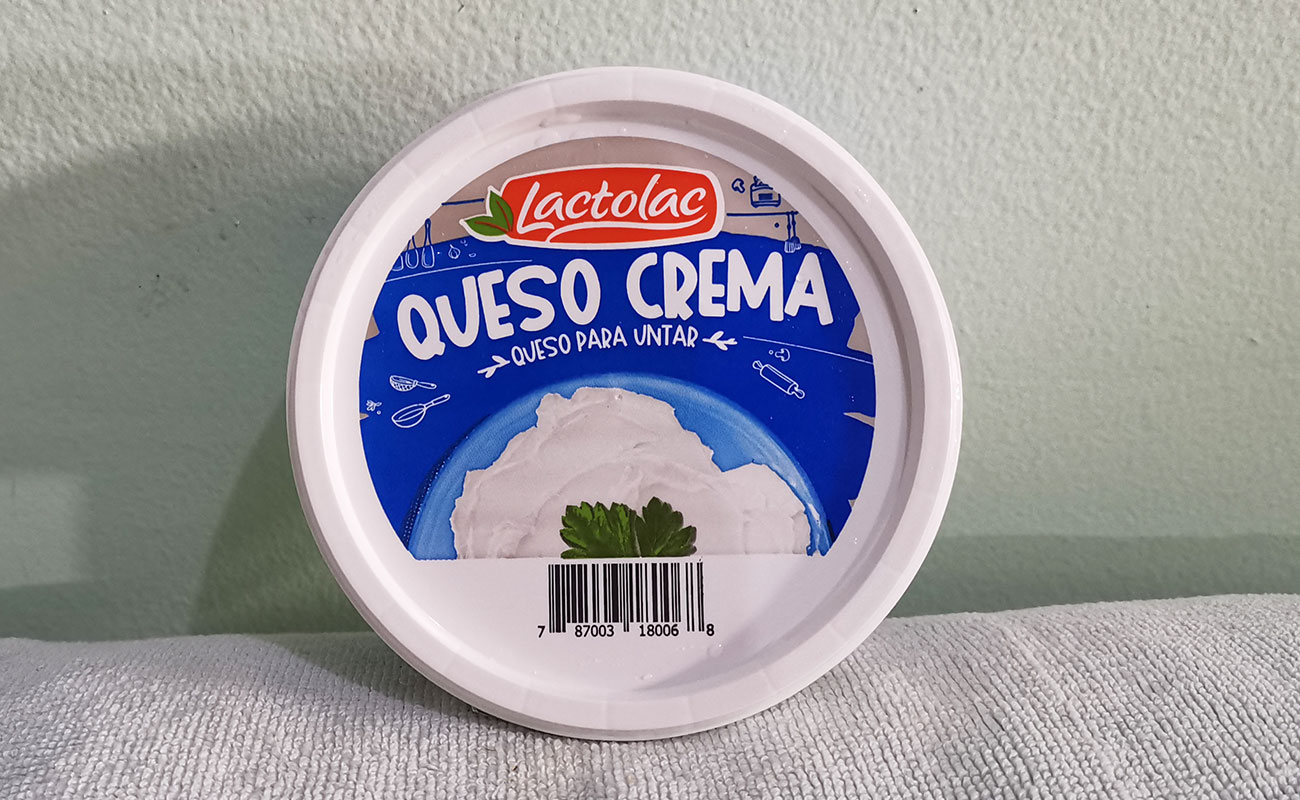 Lactolac
QUESO CREMA
QUESO PARA UNTAR
7 87003 18006 8